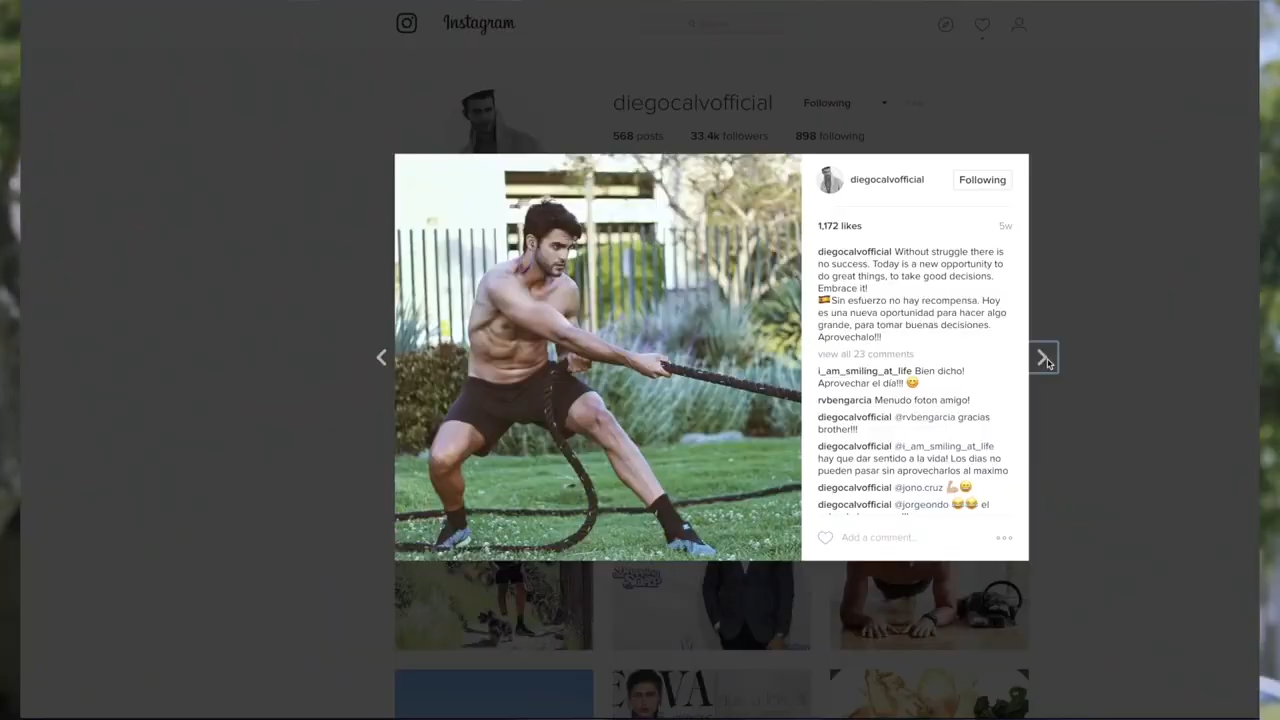 Instagram
Search
diegocalvofficial Following
568 posts 33.4k followers 898 following
diegocalvofficial Following
1,172 likes 5w
diegocalvofficial Without struggle there is
no success. Today is a new opportunity to
do great things, to take good decisions.
Embrace it!
🇪🇸Sin esfuerzo no hay recompensa. Hoy
es una nueva oportunidad para hacer algo
grande, para tomar buenas decisiones.
Aprovechalo!!!
view all 23 comments
i_am_smiling_at_life Bien dicho!
Aprovechar el día!!! 😋
rvbengarcia Menudo foton amigo!
diegocalvofficial @rvbengarcia gracias
brother!!!
diegocalvofficial @i_am_smiling_at_life
hay que dar sentido a la vida! Los dias no
pueden pasar sin aprovecharlos al maximo
diegocalvofficial @jono.cruz 💪🏼😄
diegocalvofficial @jorgeondo 😂😂 el
Add a comment...